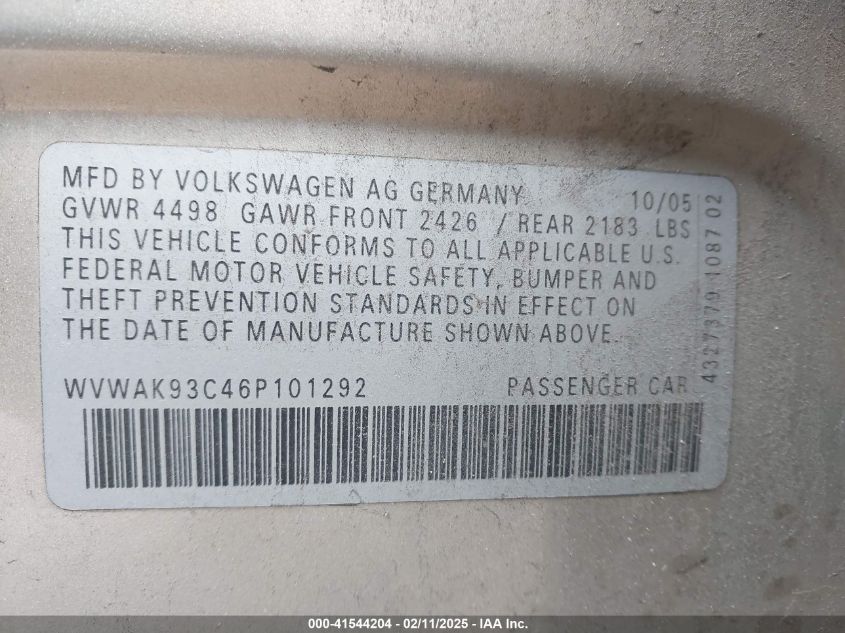 MFD BY VOLKSWAGEN AG GERMANY 10/05
GVWR 4498 GAWR FRONT 2426 / REAR 2183 LBS
THIS VEHICLE CONFORMS TO ALL APPLICABLE U.S.
FEDERAL MOTOR VEHICLE SAFETY, BUMPER AND
THEFT PREVENTION STANDARDS IN EFFECT ON
THE DATE OF MANUFACTURE SHOWN ABOVE.
WVWAK93C46P101292 PASSENGER CAR
4327379 108702
000-41544204 - 02/11/2025 - IAA Inc.